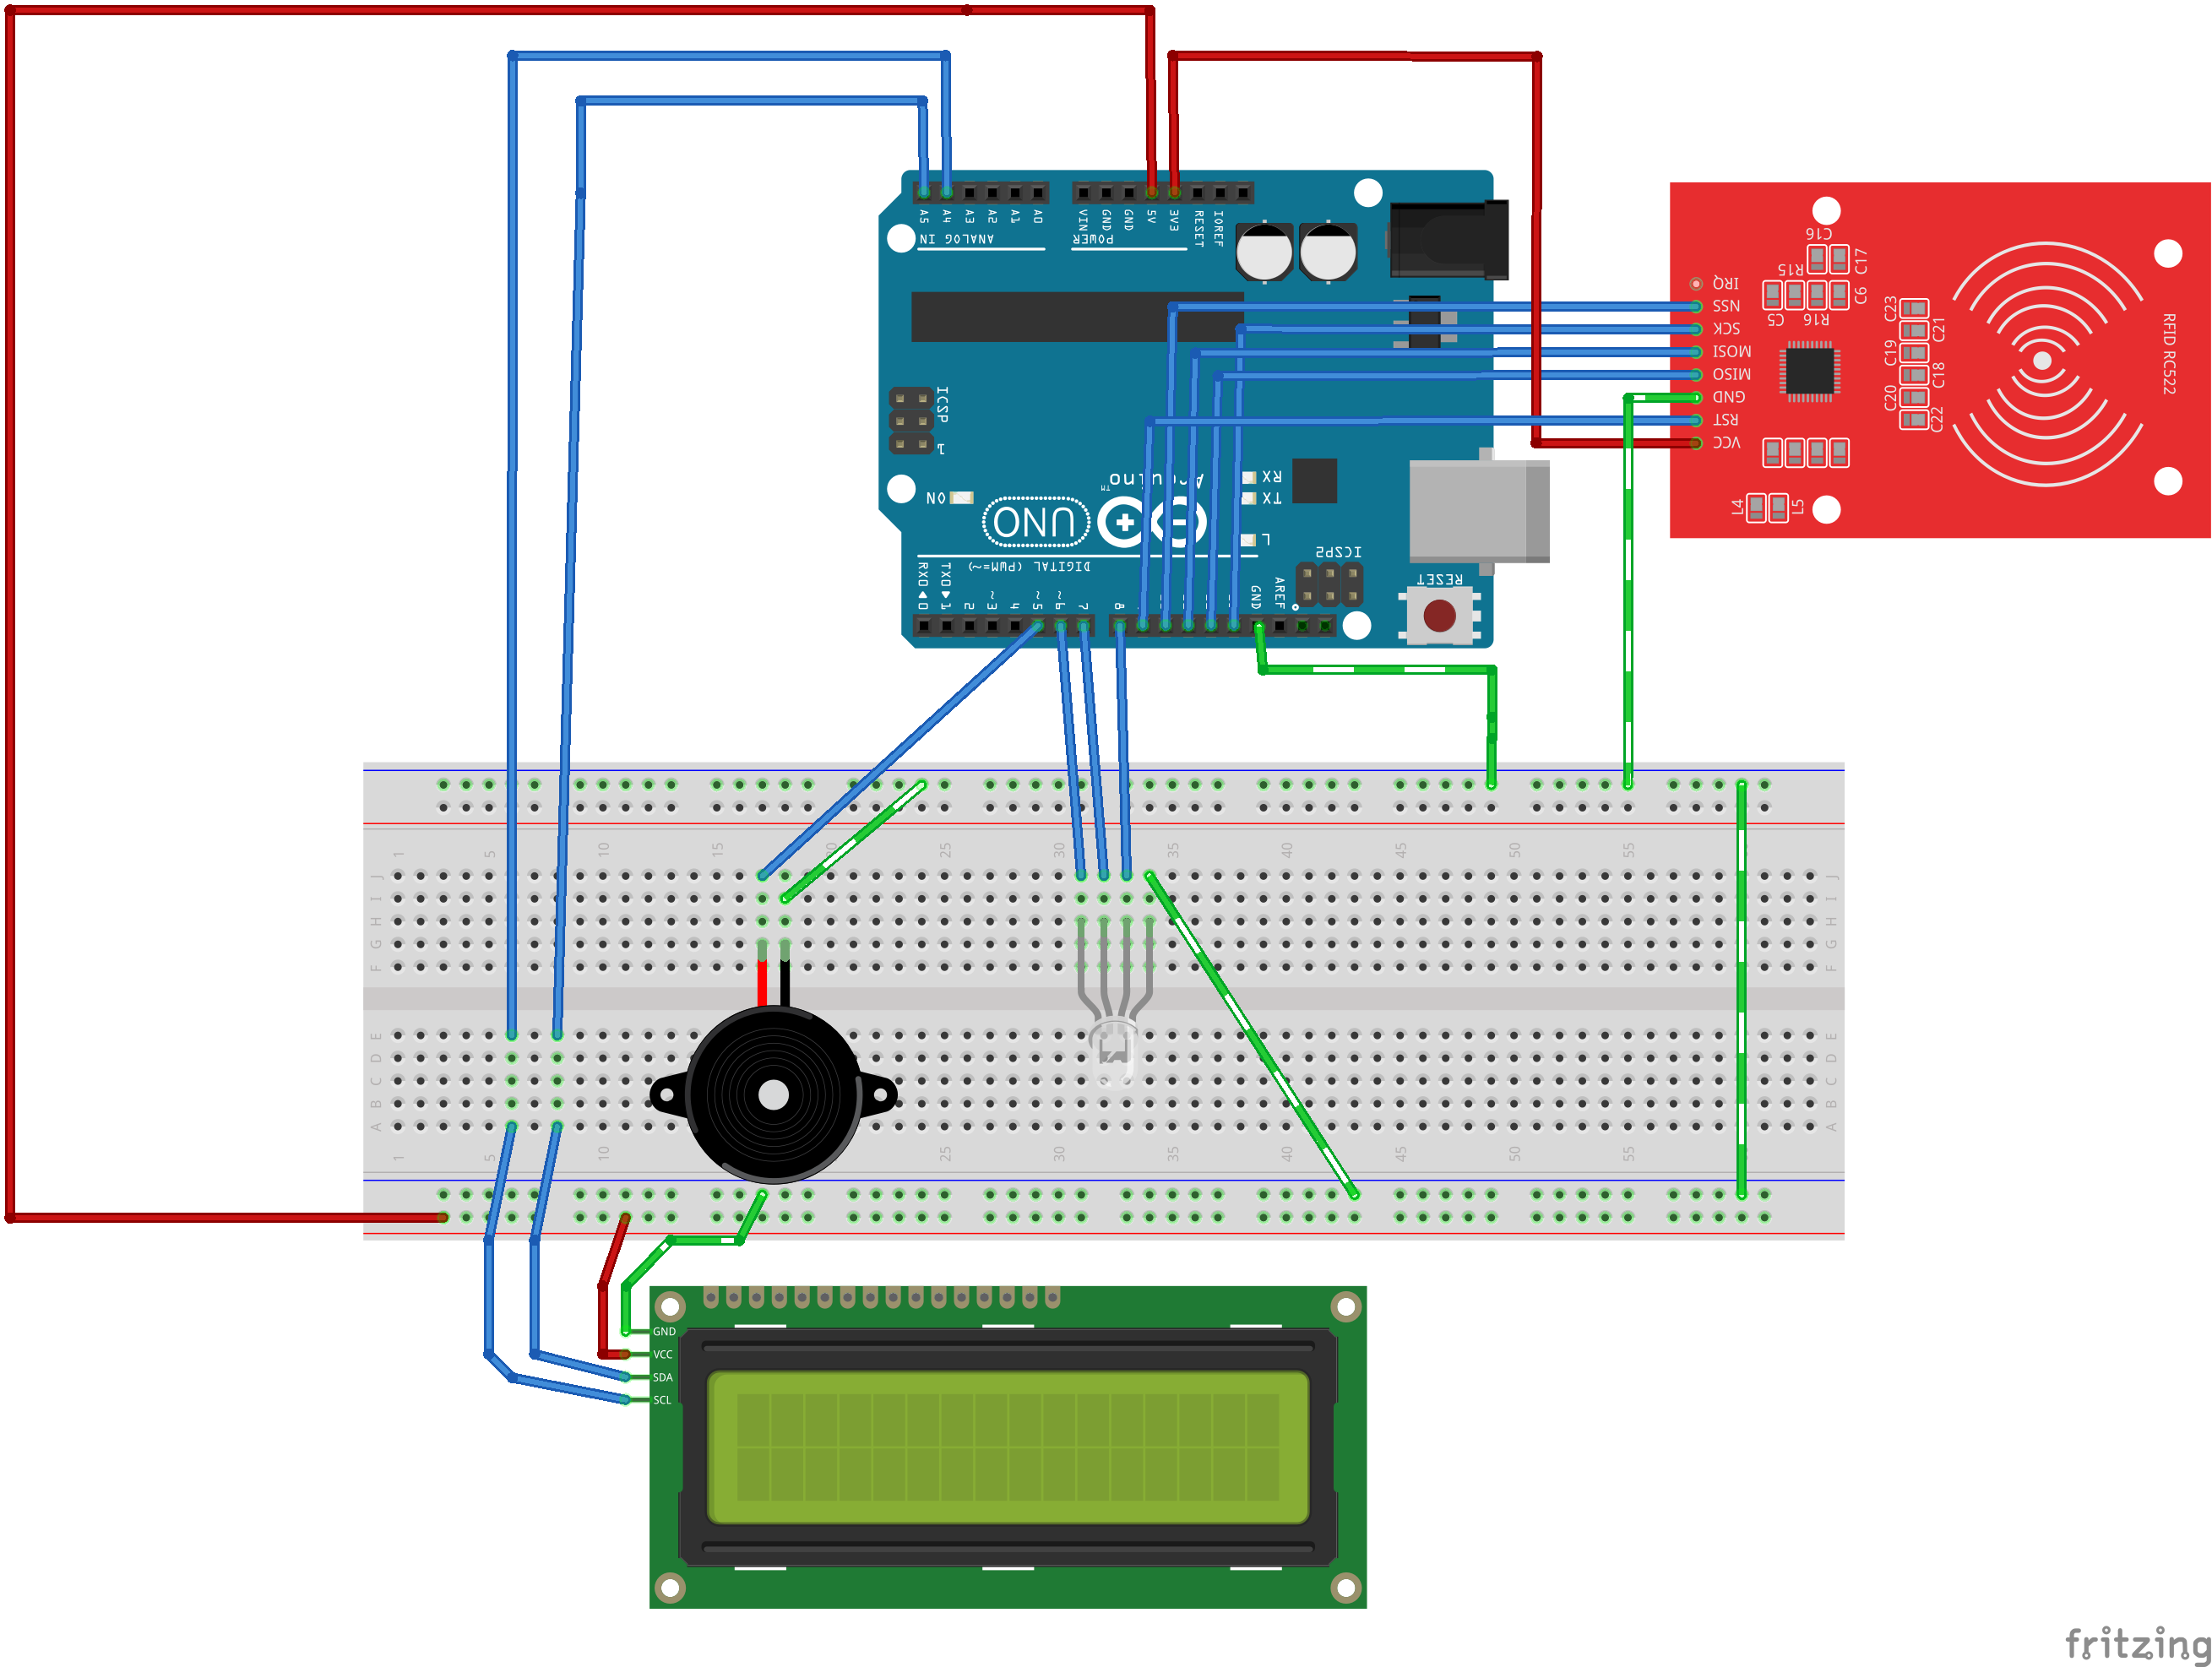 A5
A4
A3
A2
A1
A0
VIN
GND
GND
5V
3V3
RESET
IOREF
ANALOG IN
POWER
ICSP
1
ON
UNO
Arduino
TM
RX
TX
L
ICSP2
RESET
DIGITAL (PWM=~)
RX0
0
TX0
1
2
~3
4
~5
~6
7
8
GND
AREF
IRQ
NSS
SCK
MOSI
MISO
GND
RST
VCC
C16
C17
R15
C6
C5
R16
C23
C21
C19
C18
C20
C22
L4
L5
RFID RC522
1
5
10
15
20
25
30
35
40
45
50
55
J
J
I
I
H
H
G
G
F
F
E
E
D
D
C
C
B
B
A
A
1
5
10
25
30
35
40
45
50
55
GND
VCC
SDA
SCL
fritzing